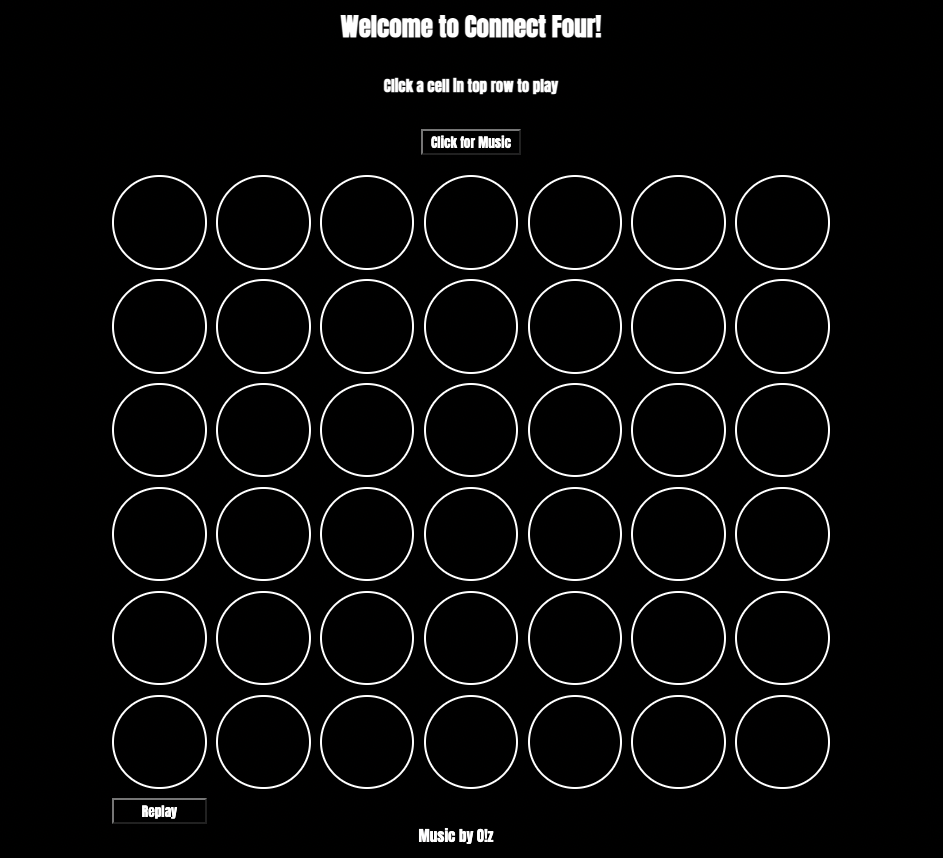 Welcome to Connect Four!
Click a cell in top row to play
Click for Music
Replay
Music by O!z